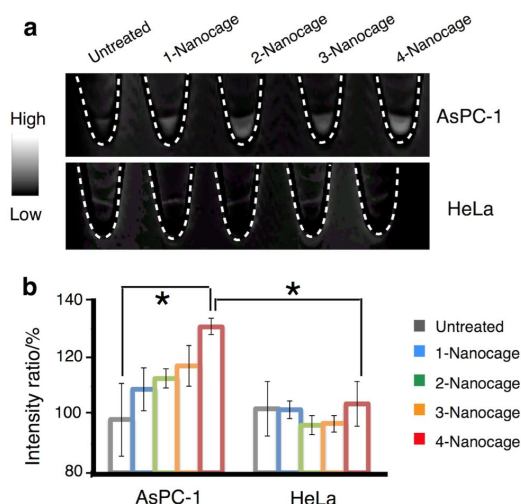 a
Untreated 1-Nanocage 2-Nanocage 3-Nanocage 4-Nanocage
High
Low
AsPC-1
HeLa
b
Intensity ratio/%
140
120
100
80
*
*
AsPC-1 HeLa
Untreated
1-Nanocage
2-Nanocage
3-Nanocage
4-Nanocage